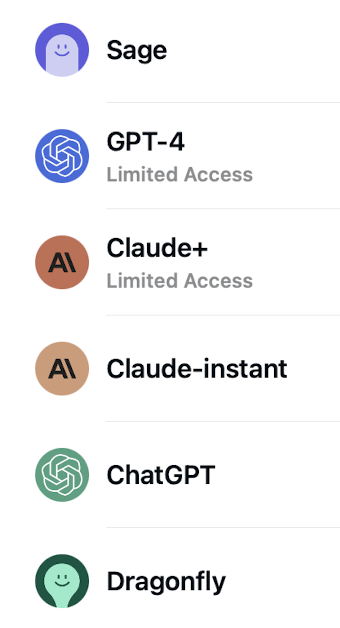 Sage
GPT-4
Limited Access
Claude+
Limited Access
Claude-instant
ChatGPT
Dragonfly